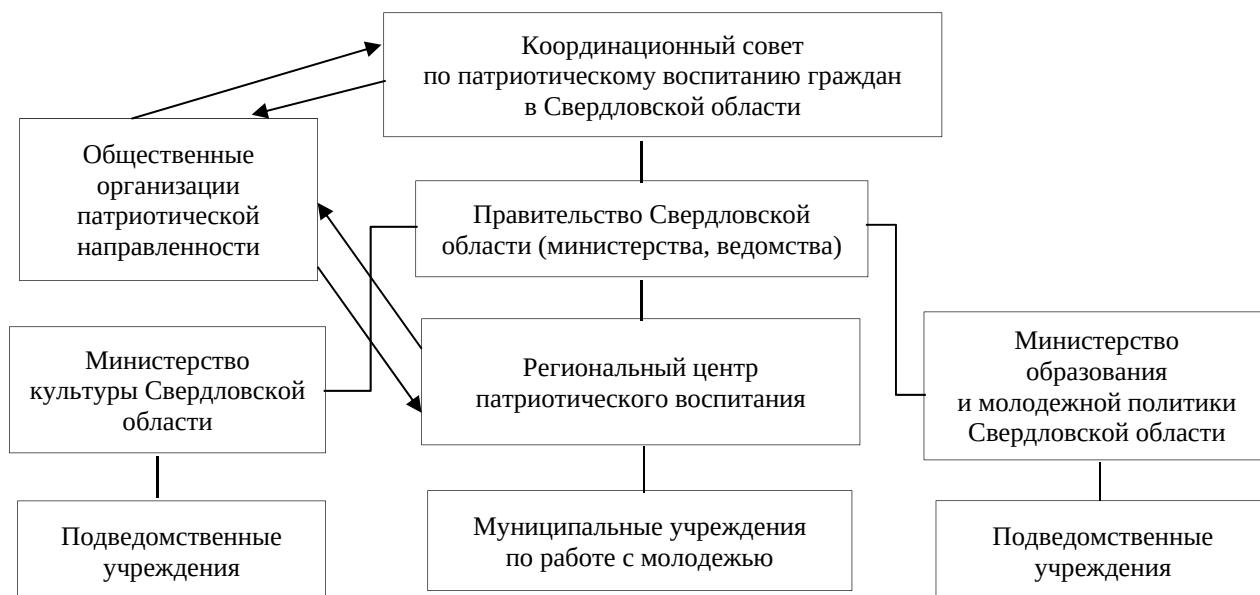 Координационный совет
по патриотическому воспитанию граждан
в Свердловской области
Общественные
организации
патриотической
направленности
Правительство Свердловской
области (министерства, ведомства)
Министерство
культуры Свердловской
области
Региональный центр
патриотического воспитания
Министерство
образования
и молодежной политики
Свердловской области
Подведомственные
учреждения
Муниципальные учреждения
по работе с молодежью
Подведомственные
учреждения